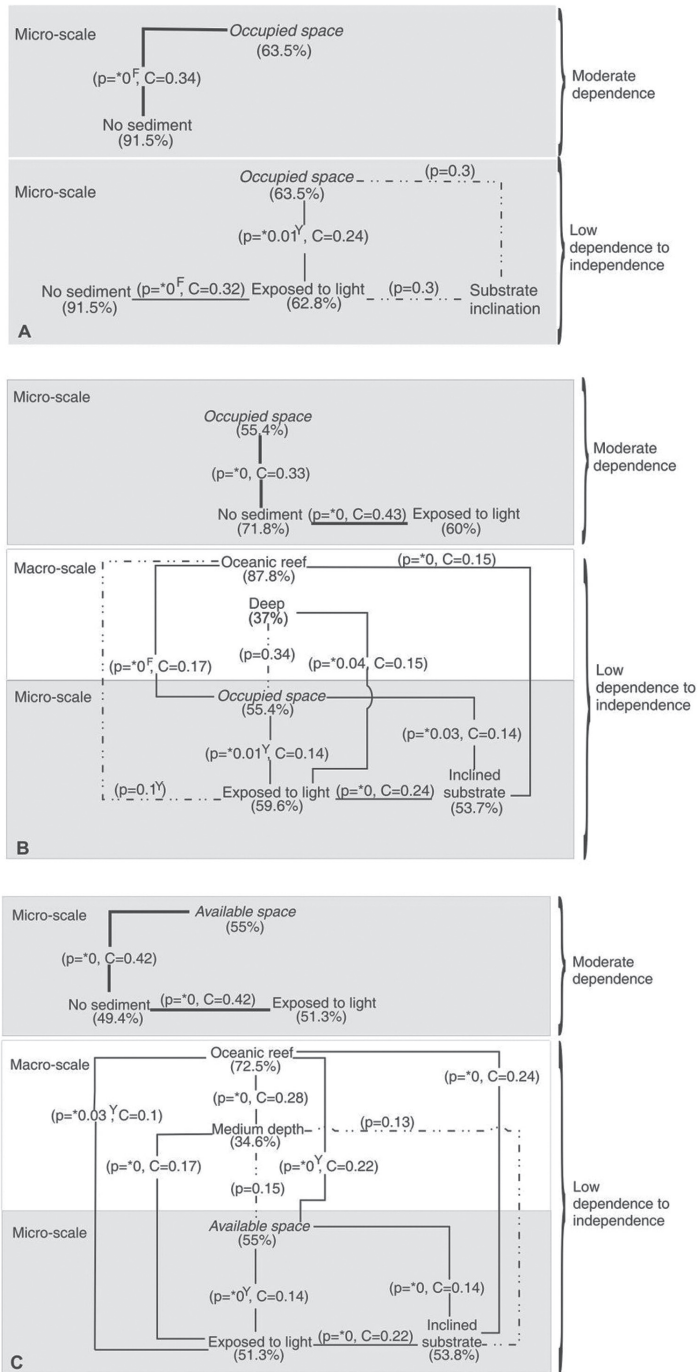 Micro-scale
Occupied space
(63.5%)
(p=*0F, C=0.34)
No sediment
(91.5%)
Moderate
dependence
Micro-scale
Occupied space
(p=0.3)
(63.5%)
(p=*0.01Y, C=0.24)
No sediment
(p=*0F, C=0.32)
Exposed to light
(p=0.3)
Substrate
inclination
(91.5%)
(62.8%)
Low
dependence to
independence
A
Micro-scale
Occupied space
(55.4%)
(p=*0, C=0.33)
No sediment
(p=*0, C=0.43)
Exposed to light
(71.8%)
(60%)
Moderate
dependence
Macro-scale
Oceanic reef
(p=*0, C=0.15)
(87.8%)
Deep
(37%)
(p=*0F, C=0.17)
(p=0.34)
(p=*0.04, C=0.15)
Micro-scale
Occupied space
(55.4%)
(p=*0.03, C=0.14)
(p=*0.01Y, C=0.14)
(p=0.1Y)
Exposed to light
(p=*0, C=0.24)
Inclined
substrate
(59.6%)
(53.7%)
Low
dependence to
independence
B
Micro-scale
Available space
(55%)
(p=*0, C=0.42)
No sediment
(p=*0, C=0.42)
Exposed to light
(49.4%)
(51.3%)
Moderate
dependence
Macro-scale
Oceanic reef
(72.5%)
(p=*0, C=0.24)
(p=*0, C=0.28)
(p=*0.03 Y, C=0.1)
Medium depth
(p=0.13)
(34.6%)
(p=*0, C=0.17)
(p=*0Y, C=0.22)
(p=0.15)
Micro-scale
Available space
(55%)
(p=*0Y, C=0.14)
(p=*0, C=0.14)
Exposed to light
(p=*0, C=0.22)
Inclined
substrate
(51.3%)
(53.8%)
Low
dependence to
independence
C